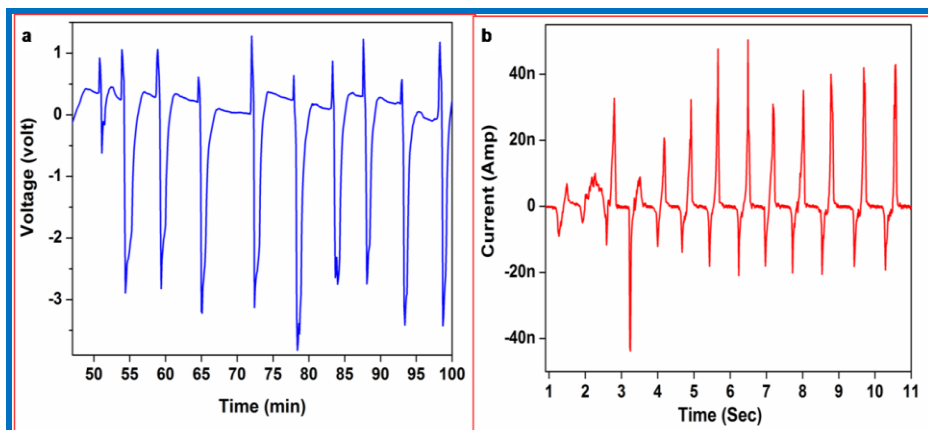 a
1
0
-1
-2
-3
Voltage (volt)
50 55 60 65 70 75 80 85 90 95 100
Time (min)
b
40n
20n
0
-20n
-40n
Current (Amp)
1 2 3 4 5 6 7 8 9 10 11
Time (Sec)